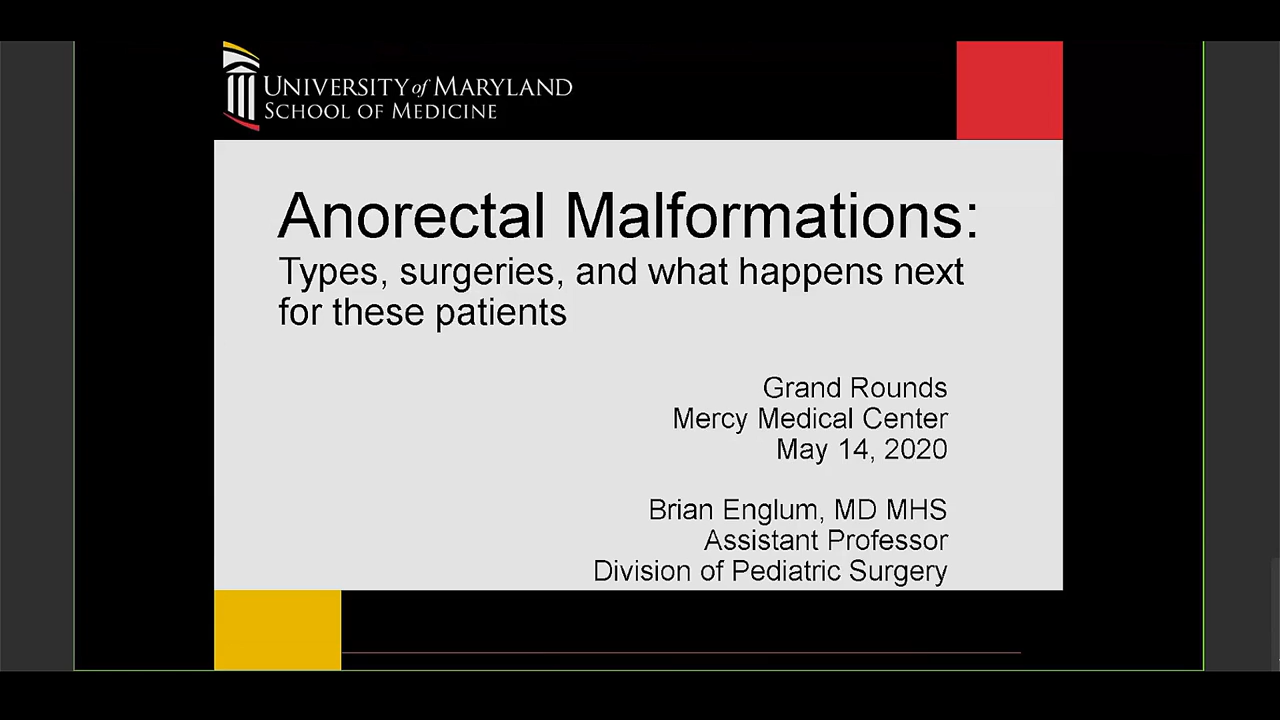 UNIVERSITY of MARYLAND
SCHOOL OF MEDICINE
Anorectal Malformations:
Types, surgeries, and what happens next
for these patients
Grand Rounds
Mercy Medical Center
May 14, 2020
Brian Englum, MD MHS
Assistant Professor
Division of Pediatric Surgery